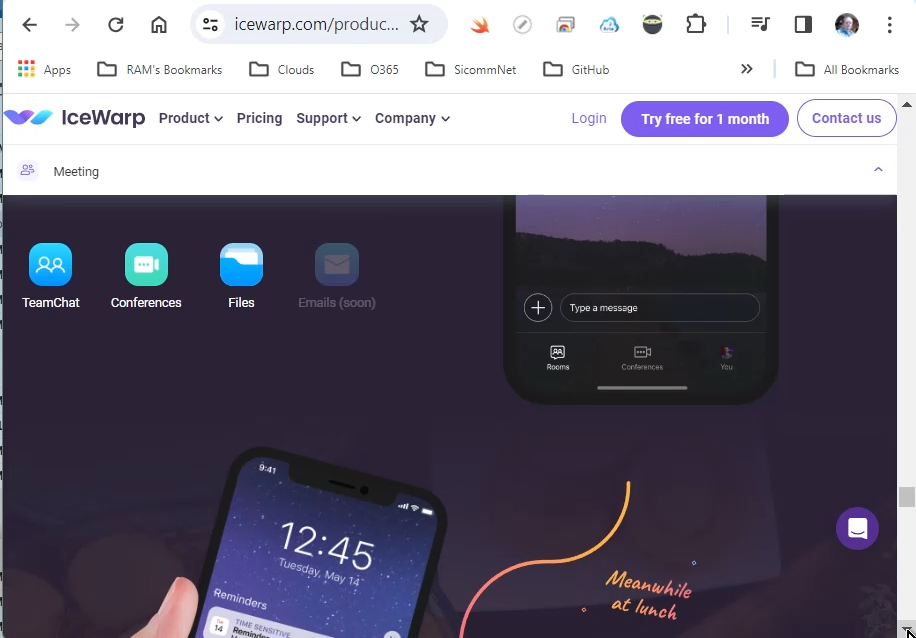 icewarp.com/produc...
Apps
RAM's Bookmarks
Clouds
O365
SicommNet
GitHub
All Bookmarks
IceWarp
Product
Pricing
Support
Company
Login
Try free for 1 month
Contact us
Meeting
TeamChat
Conferences
Files
Emails (soon)
Type a message
Rooms
Conferences
You
9:41
12:45
Tuesday, May 14
Reminders
Tue
14
TIME SENSITIVE
Meanwhile
at lunch